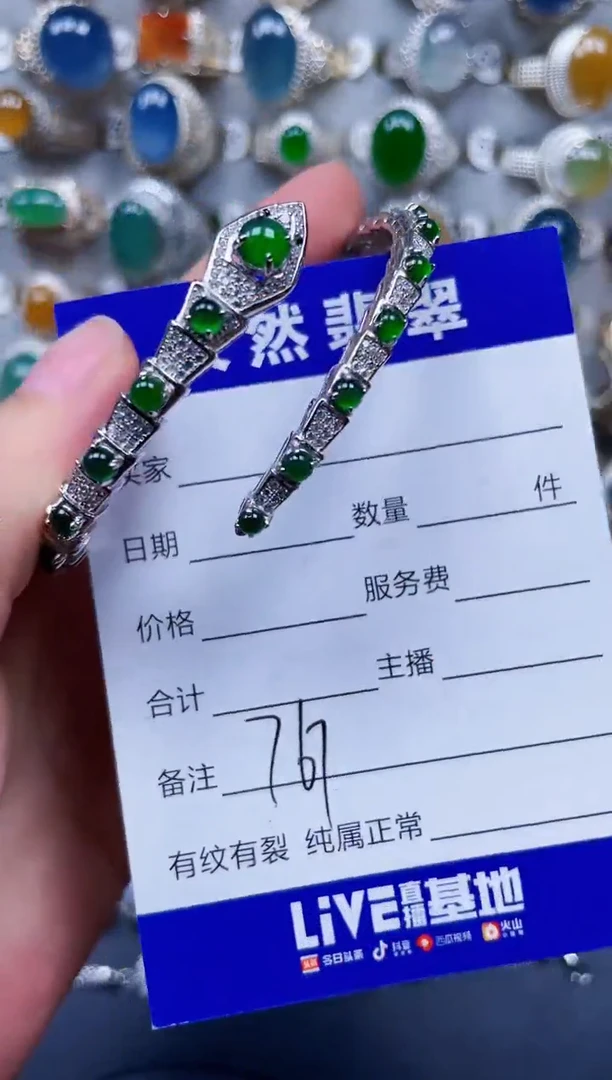 然翡翠
家
日期 数量 件
价格 服务费
合计 主播
备注 767
有纹有裂 纯属正常
LiVE直播基地
今日头条 抖音 西瓜视频 火山